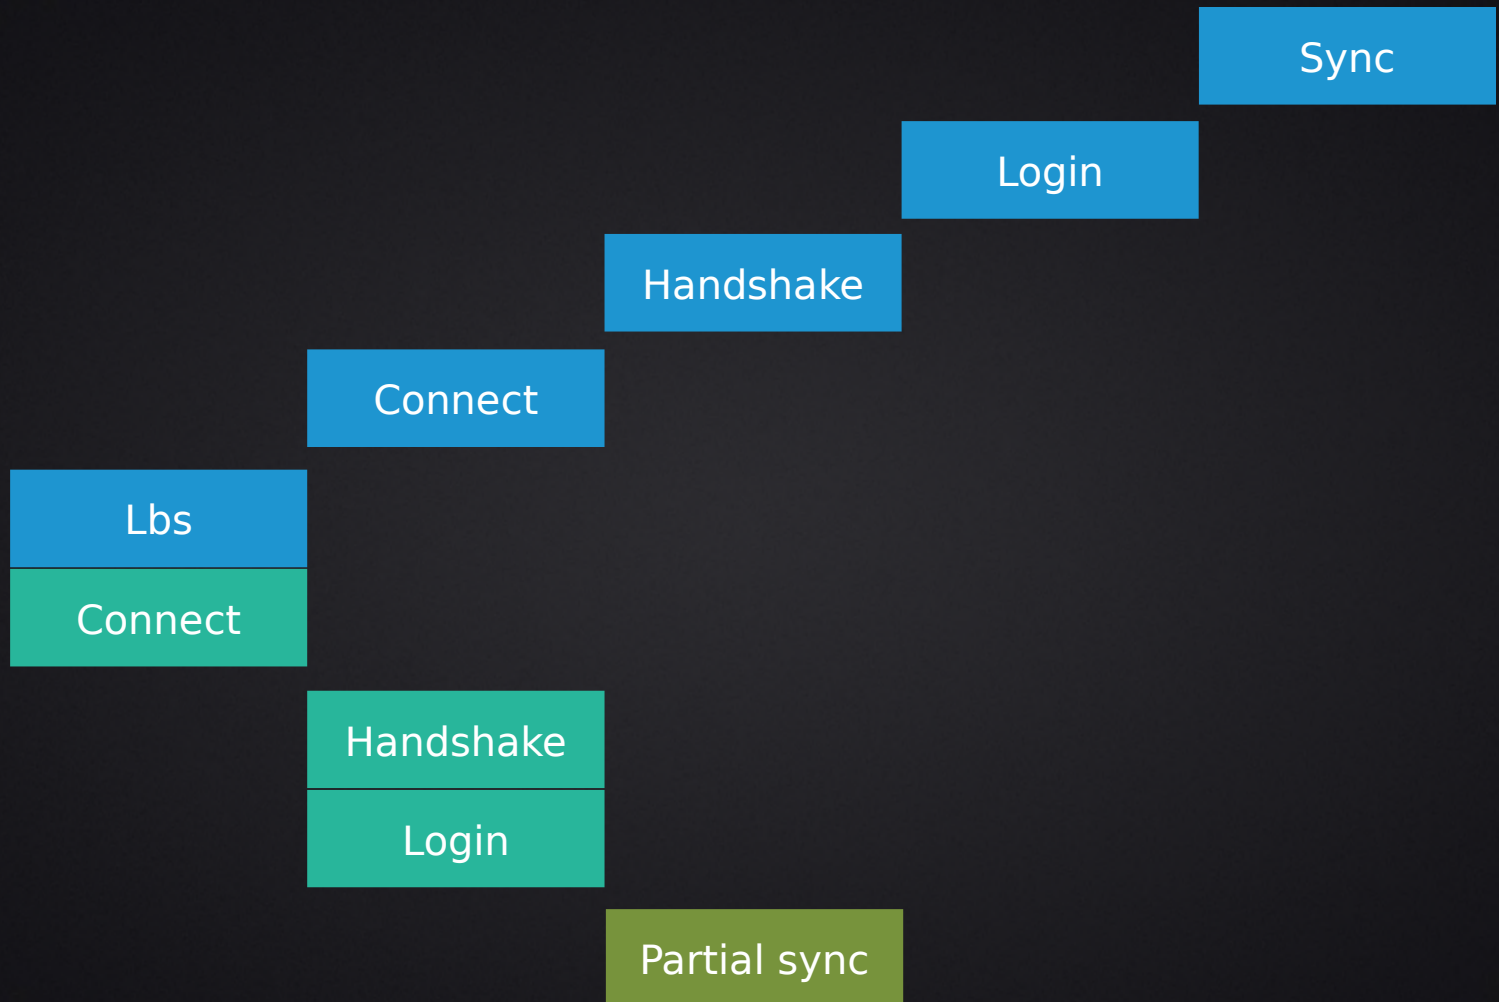 Sync
Login
Handshake
Connect
Lbs
Connect
Handshake
Login
Partial sync